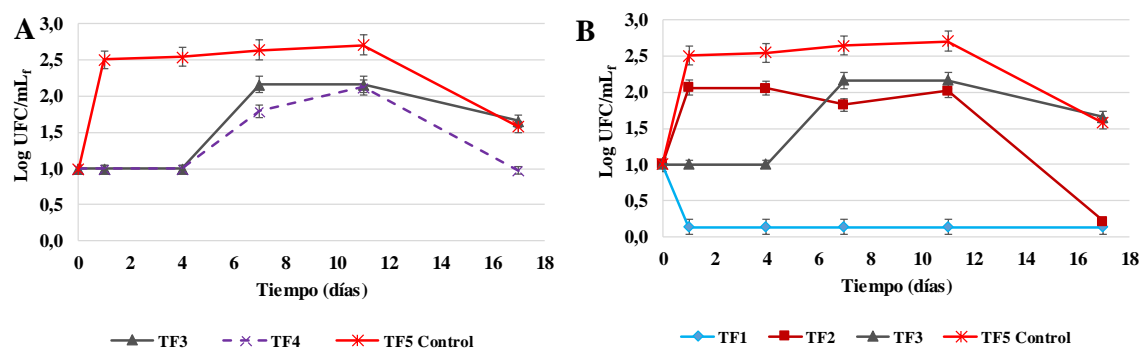 A
Log UFC/mLf
3,0
2,5
2,0
1,5
1,0
0,5
0,0
0 2 4 6 8 10 12 14 16 18
Tiempo (días)
TF3 TF4 TF5 Control
B
Log UFC/mLf
3,0
2,5
2,0
1,5
1,0
0,5
0,0
0 2 4 6 8 10 12 14 16 18
Tiempo (días)
TF1 TF2 TF3 TF5 Control